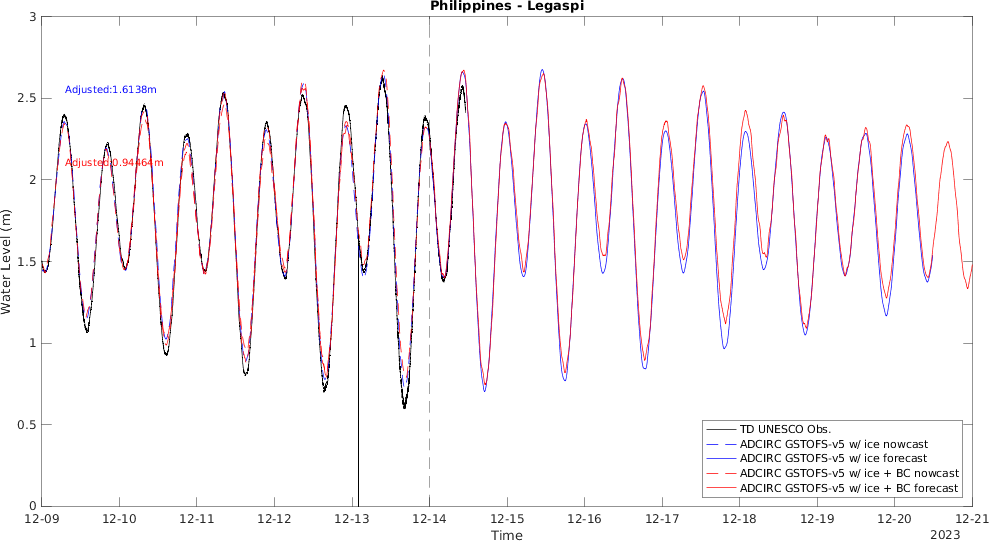 Philippines - Legaspi
Water Level (m)
3
2.5
2
1.5
1
0.5
0
Adjusted:1.6138m
Adjusted:0.94464m
TD UNESCO Obs.
ADCIRC GSTOFS-v5 w/ ice nowcast
ADCIRC GSTOFS-v5 w/ ice forecast
ADCIRC GSTOFS-v5 w/ ice + BC nowcast
ADCIRC GSTOFS-v5 w/ ice + BC forecast
12-09 12-10 12-11 12-12 12-13 12-14 12-15 12-16 12-17 12-18 12-19 12-20 12-21
Time
2023